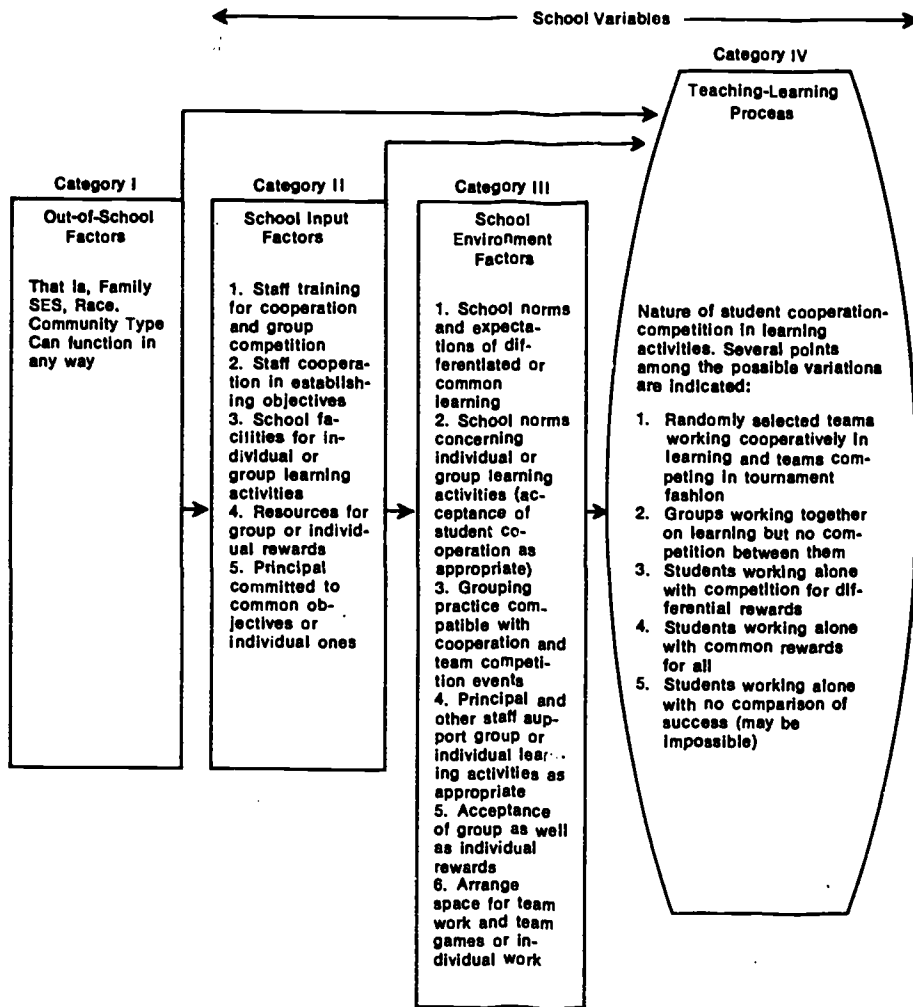 School Variables
Category IV
Teaching-Learning
Process
Category I
Out-of-School
Factors
That is, Family
SES, Race.
Community Type
Can function in
any way
Category II
School Input
Factors
1. Staff training
for cooperation
and group
competition
2. Staff coopera-
tion in establish-
ing objectives
3. School fa-
cilities for in-
dividual or
group learning
activities
4. Resources for
group or individ-
ual rewards
5. Principal
committed to
common ob-
jectives or
individual ones
Category III
School
Environment
Factors
1. School norms
and expecta-
tions of dif-
ferentiated or
common
learning
2. School norms
concerning
individual or
group learning
activities (ac-
ceptance of
student co-
operation as
appropriate)
3. Grouping
practice com-
patible with
cooperation and
team competi-
tion events
4. Principal and
other staff sup-
port group or
individual lear-
ing activities as
appropriate
5. Acceptance
of group as well
as individual
rewards
6. Arrange
space for team
work and team
games or in-
dividual work
Nature of student cooperation-
competition in learning
activities. Several points
among the possible variations
are indicated:
1. Randomly selected teams
working cooperatively in
learning and teams com-
peting in tournament
fashion
2. Groups working together
on learning but no com-
petition between them
3. Students working alone
with competition for dif-
ferential rewards
4. Students working alone
with common rewards
for all
5. Students working alone
with no comparison of
success (may be
impossible)